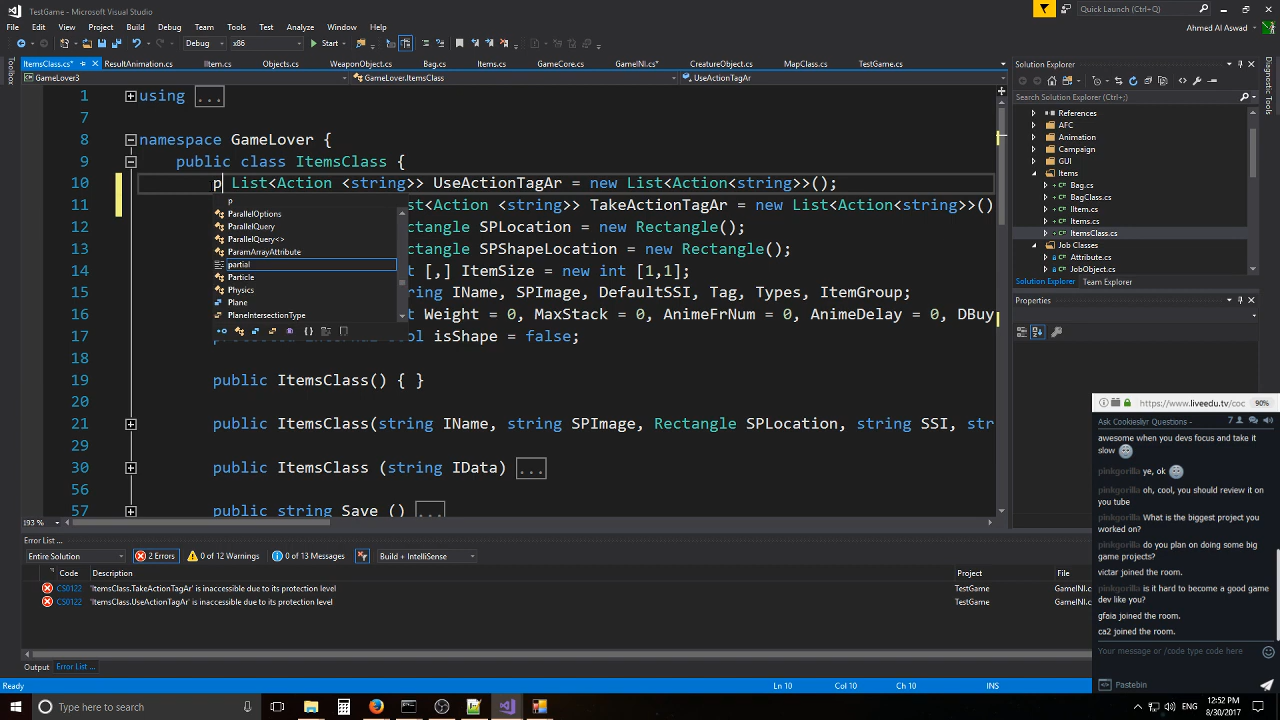 TestGame - Microsoft Visual Studio
Quick Launch (Ctrl+Q)
File Edit View Project Build Debug Team Tools Test Analyze Window Help
Ahmed Al Aswad
Debug x86 Start
Toolbox
ItemsClass.cs* ResultAnimation.cs IItem.cs Objects.cs WeaponObject.cs Bag.cs Items.cs GameCore.cs GameINI.cs* CreatureObject.cs MapClass.cs TestGame.cs
GameLover3 GameLover.ItemsClass UseActionTagAr
1 using ...
7
8 namespace GameLover {
9 public class ItemsClass {
10 p List<Action <string>> UseActionTagAr = new List<Action<string>>();
11 st<Action <string>> TakeActionTagAr = new List<Action<string>>()
12 ctangle SPLocation = new Rectangle();
13 ctangle SPShapeLocation = new Rectangle();
14 t [,] ItemSize = new int [1,1];
15 ring IName, SPImage, DefaultSSI, Tag, Types, ItemGroup;
16 t Weight = 0, MaxStack = 0, AnimeFrNum = 0, AnimeDelay = 0, DBuy
17 protected internal bool isShape = false;
18
19 public ItemsClass() { }
20
21 public ItemsClass(string IName, string SPImage, Rectangle SPLocation, string SSI, str
29
30 public ItemsClass (string IData) ...
56
57 public string Save () ...
p
ParallelOptions
ParallelQuery
ParallelQuery<>
ParamArrayAttribute
partial
Particle
Physics
Plane
PlaneIntersectionType
193 %
Solution Explorer
Search Solution Explorer (Ctrl+;)
References
AFC
Animation
Campaign
GUI
Items
Bag.cs
BagClass.cs
IItem.cs
Items.cs
ItemsClass.cs
Job Classes
Attribute.cs
JobObject.cs
Solution Explorer Team Explorer
Properties
Diagnostic Tools
Error List ...
Entire Solution 2 Errors 0 of 12 Warnings 0 of 13 Messages Build + IntelliSense
Code Description Project File
CS0122 'ItemsClass.TakeActionTagAr' is inaccessible due to its protection level TestGame GameINI.cs
CS0122 'ItemsClass.UseActionTagAr' is inaccessible due to its protection level TestGame GameINI.cs
Output Error List ...
Ready Ln 10 Col 10 Ch 10 INS
https://www.liveedu.tv/coc 90%
Ask Cookieslyr Questions - 7
awesome when you devs focus and take it
slow
pinkgorilla ye, ok
pinkgorilla oh, cool, you should review it on
you tube
pinkgorilla What is the biggest project you
worked on?
pinkgorilla do you plan on doing some big
game projects?
victar joined the room.
pinkgorilla is it hard to become a good game
dev like you?
gfaia joined the room.
ca2 joined the room.
Your message or /code type code here
Pastebin
Type here to search
ENG 12:52 PM
8/30/2017